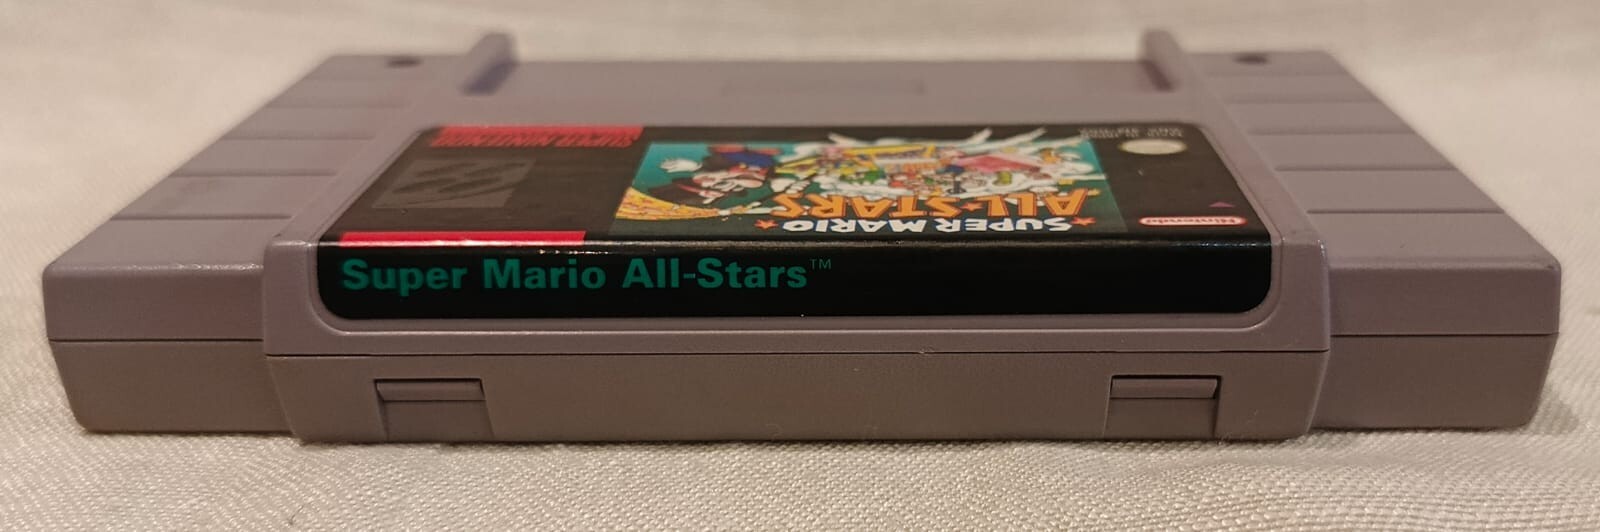 Super Mario All-Stars™
SUPER MARIO
ALL★STARS
Nintendo
SUPER NINTENDO